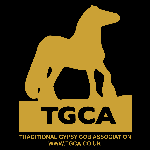 TGCA
TRADITIONAL GYPSY COB ASSOCIATION
WWW.TGCA.CO.UK